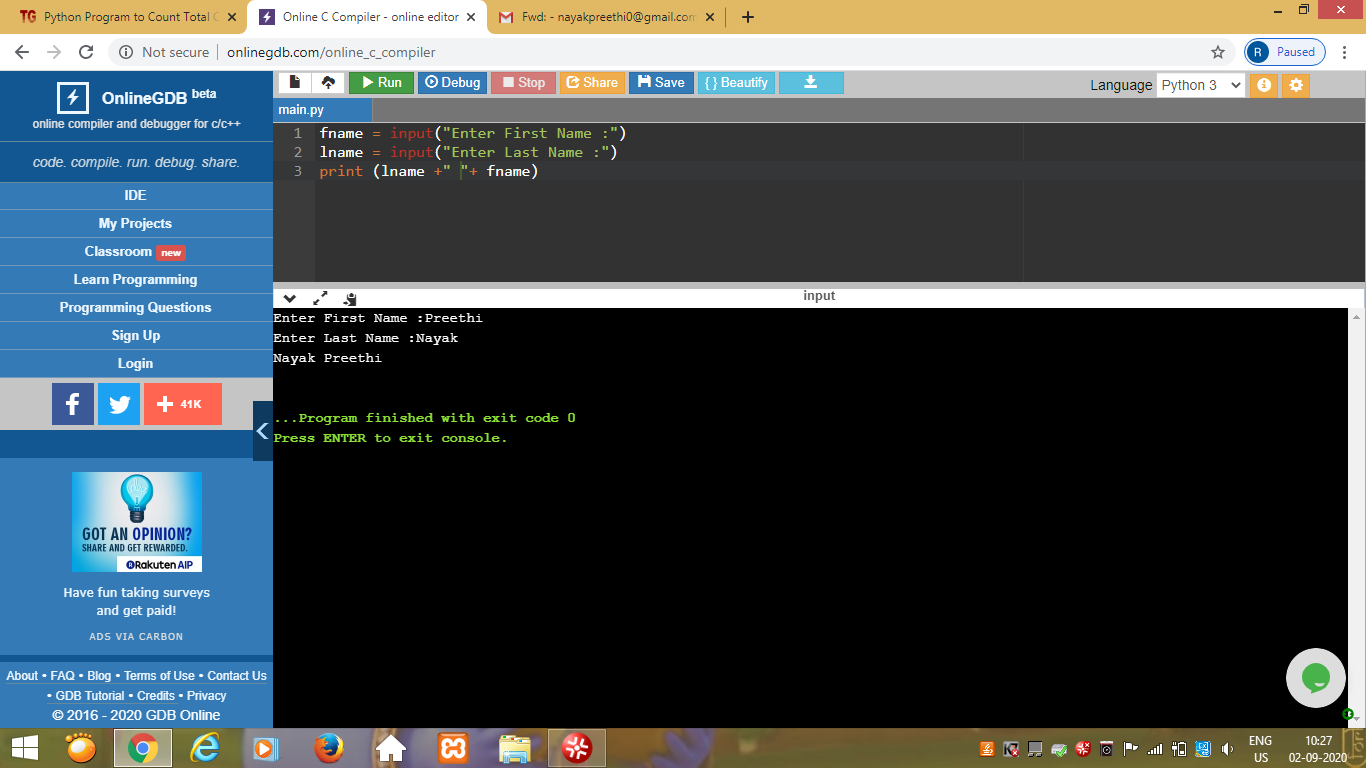 Python Program to Count Total C
Online C Compiler - online editor
Fwd: - nayakpreethi0@gmail.com
Not secure
onlinegdb.com/online_c_compiler
R Paused
OnlineGDB beta
online compiler and debugger for c/c++
code. compile. run. debug. share.
IDE
My Projects
Classroom new
Learn Programming
Programming Questions
Sign Up
Login
41K
GOT AN OPINION?
SHARE AND GET REWARDED.
Rakuten AIP
Have fun taking surveys
and get paid!
ADS VIA CARBON
About • FAQ • Blog • Terms of Use • Contact Us
• GDB Tutorial • Credits • Privacy
© 2016 - 2020 GDB Online
Run Debug Stop Share Save { } Beautify
Language Python 3
main.py
1 fname = input("Enter First Name :")
2 lname = input("Enter Last Name :")
3 print (lname +" "+ fname)
input
Enter First Name :Preethi
Enter Last Name :Nayak
Nayak Preethi
...Program finished with exit code 0
Press ENTER to exit console.
ENG
US
10:27
02-09-2020